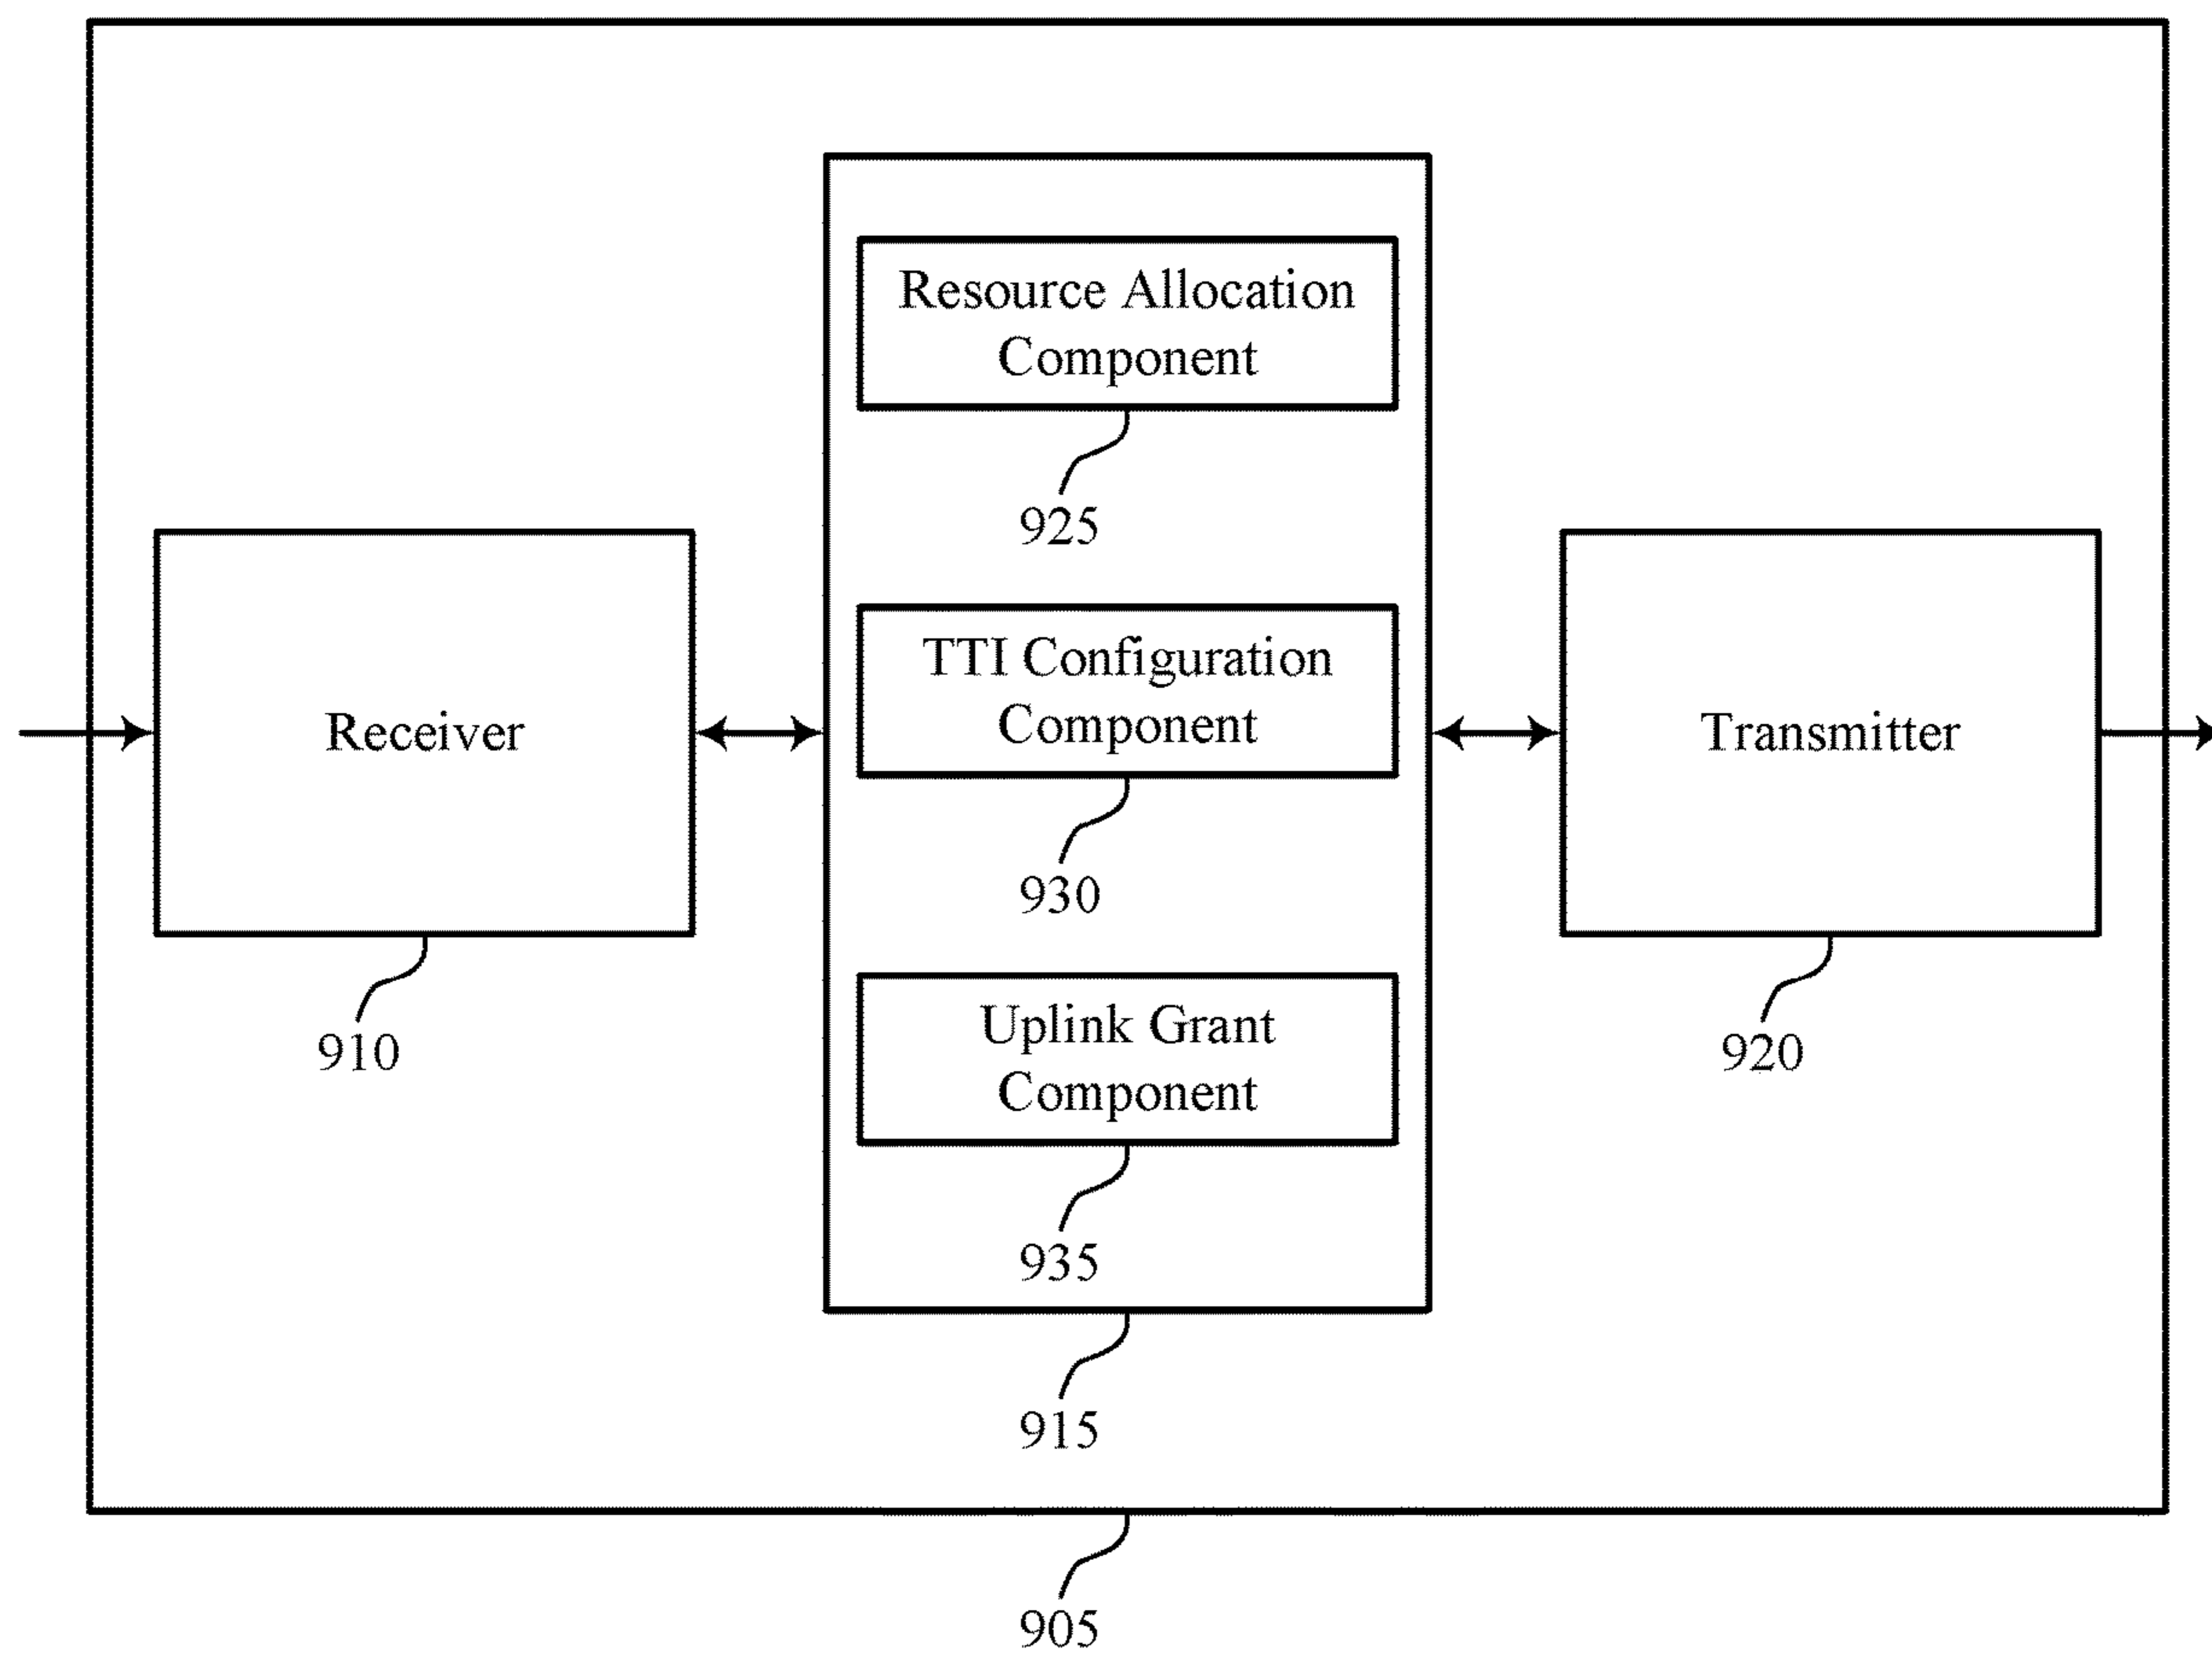 Resource Allocation
Component
925
Receiver
910
TTI Configuration
Component
930
Transmitter
920
Uplink Grant
Component
935
915
905